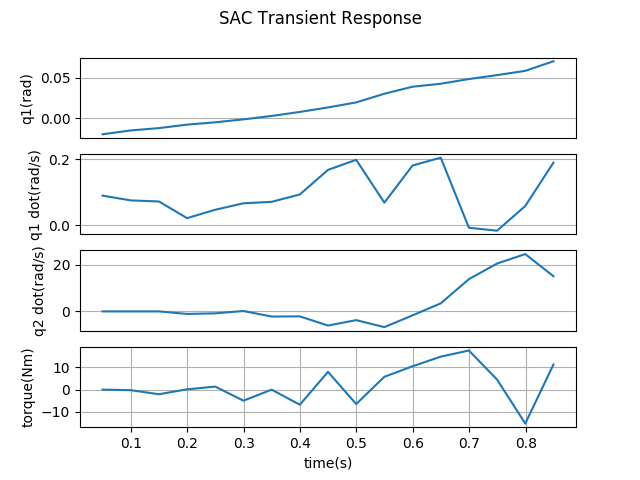 SAC Transient Response
q1(rad)
0.05
0.00
q1 dot(rad/s)
0.2
0.0
q2 dot(rad/s)
20
0
torque(Nm)
10
0
−10
0.1 0.2 0.3 0.4 0.5 0.6 0.7 0.8
time(s)